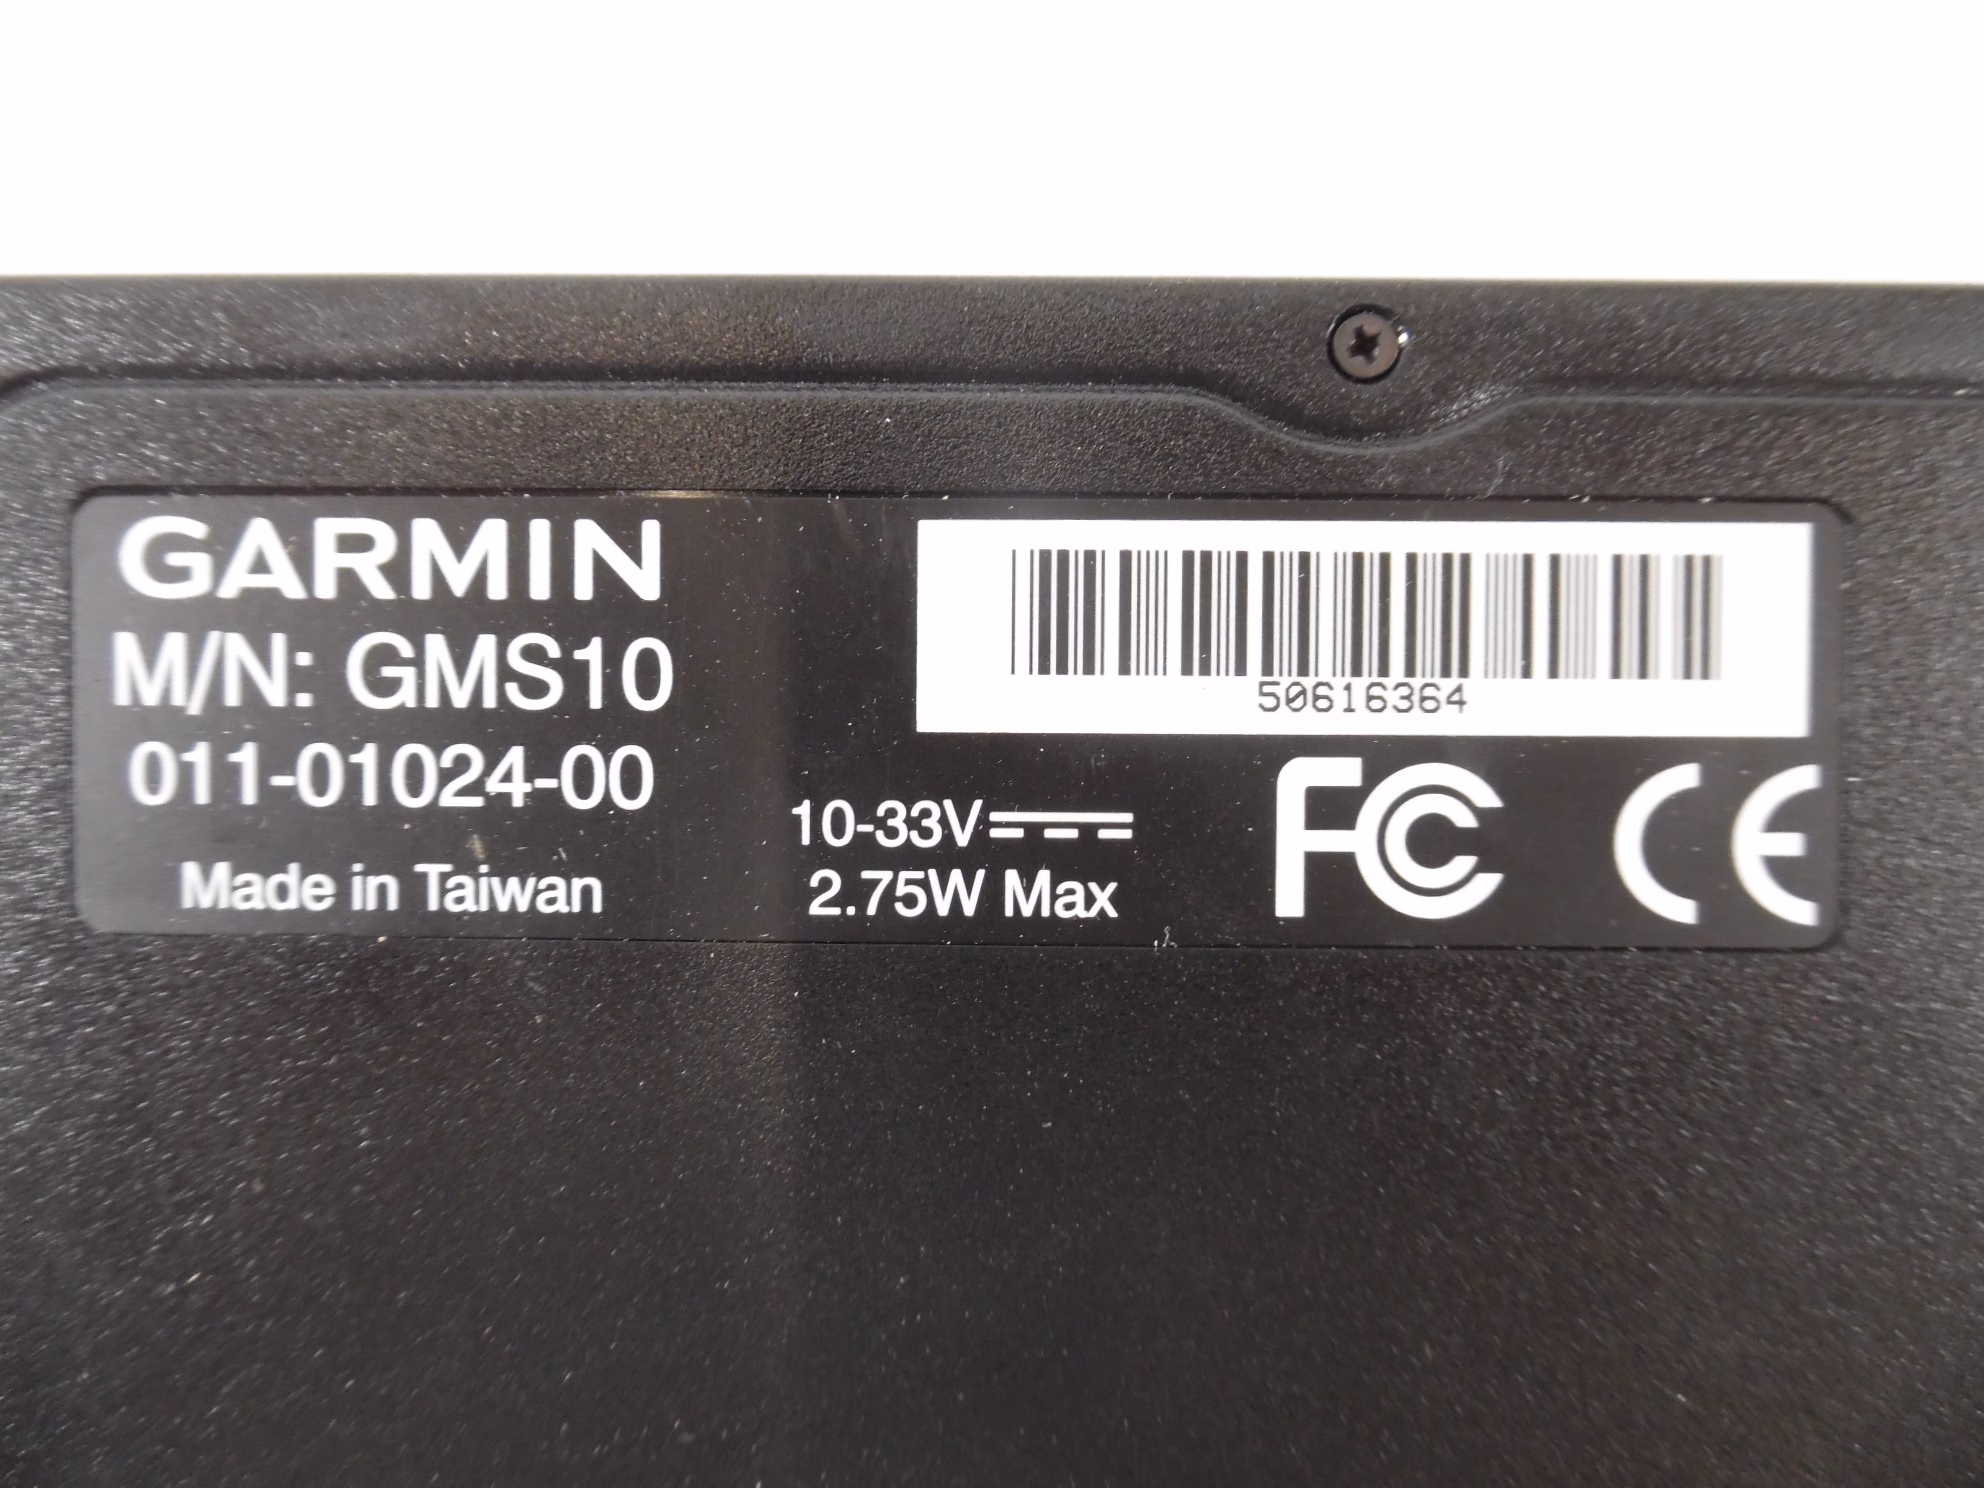 GARMIN
M/N: GMS10
011-01024-00
Made in Taiwan
50616364
10-33V
2.75W Max
FC CE